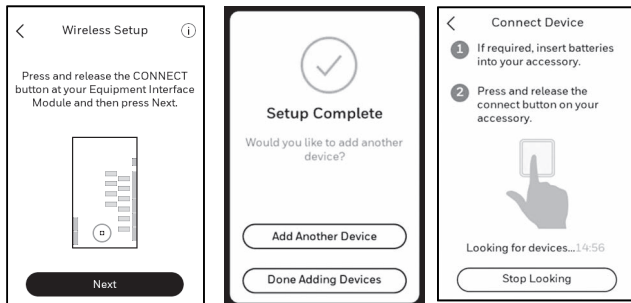 Wireless Setup
i
Press and release the CONNECT
button at your Equipment Interface
Module and then press Next.
Next
Setup Complete
Would you like to add another
device?
Add Another Device
Done Adding Devices
Connect Device
1 If required, insert batteries
into your accessory.
2 Press and release the
connect button on your
accessory.
Looking for devices...14:56
Stop Looking